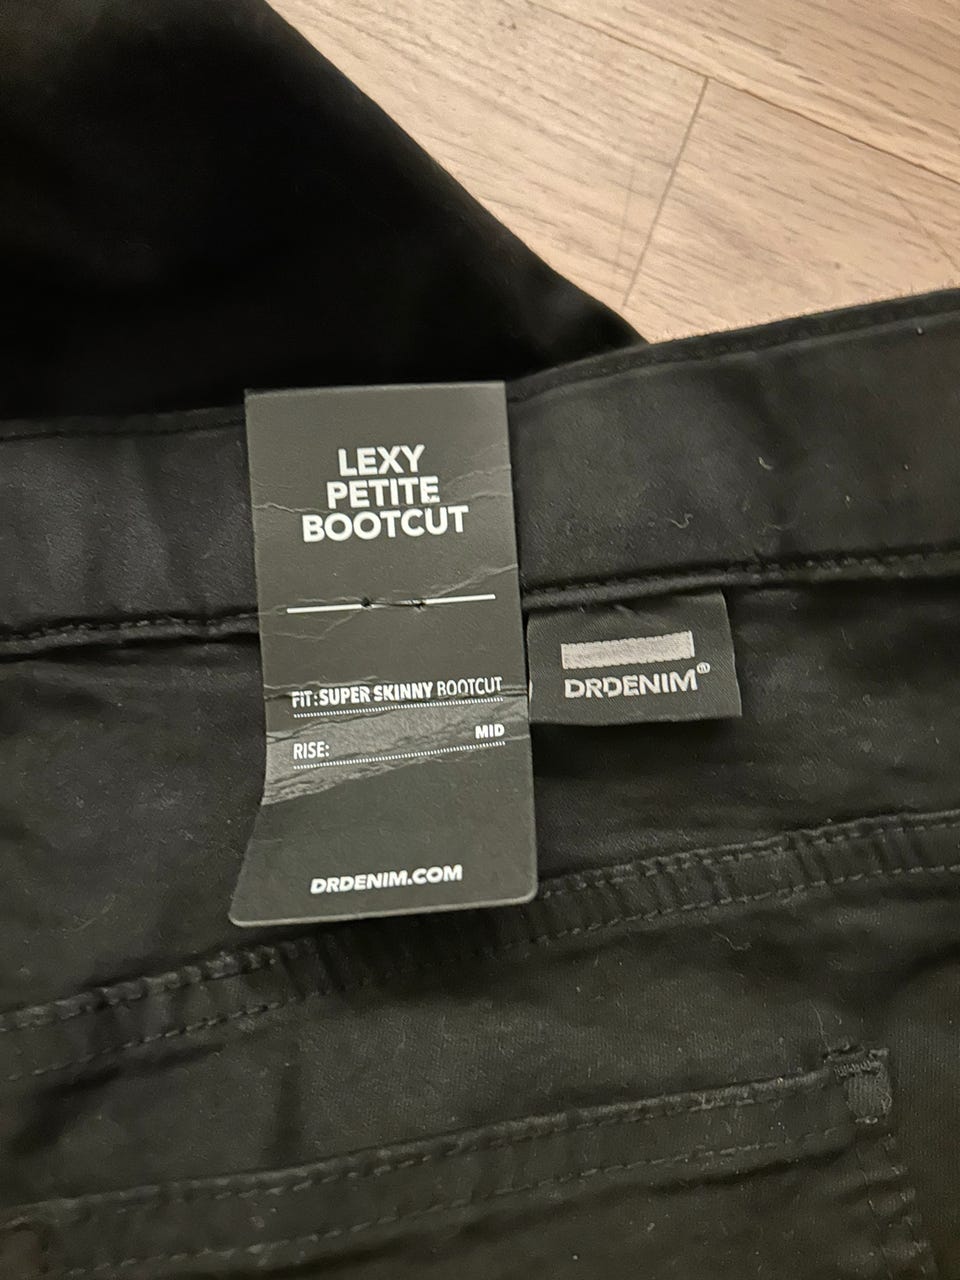 LEXY
PETITE
BOOTCUT
FIT: SUPER SKINNY BOOTCUT
RISE: MID
DRDENIM.COM
DRDENIM®